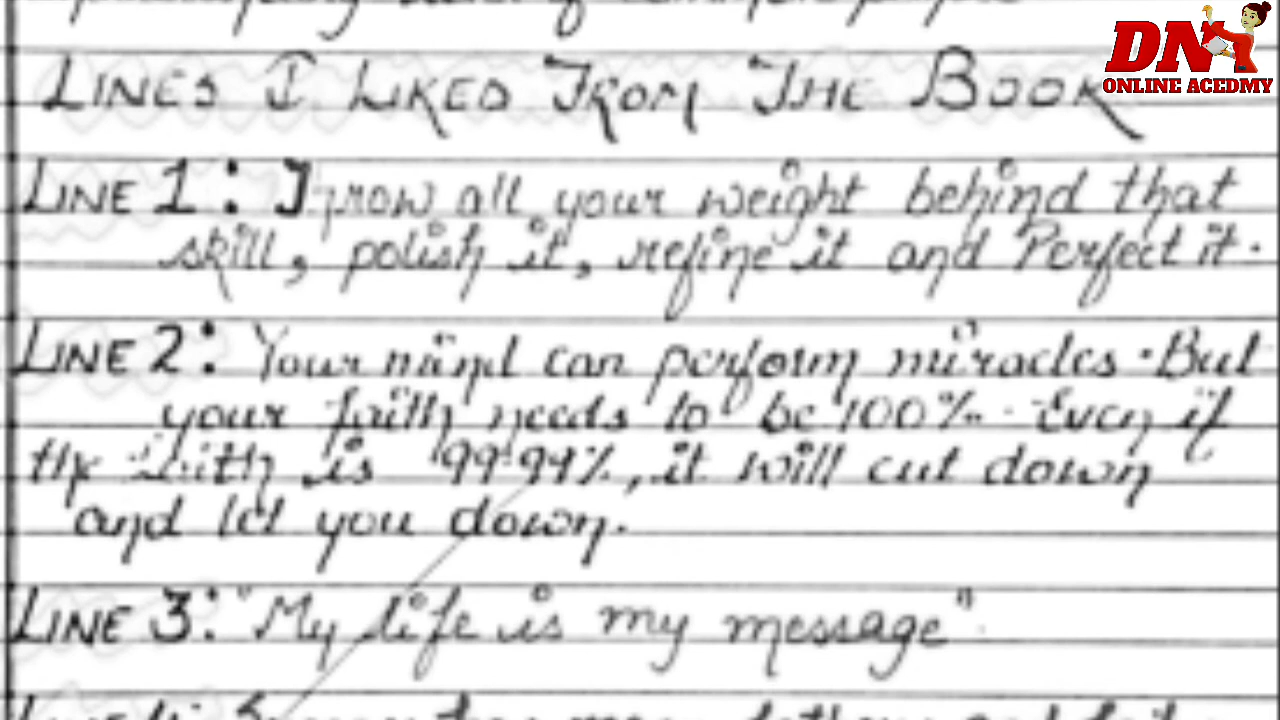 DNA
ONLINE ACEDMY
LINES I LIKED FROM THE BOOK
LINE 1: Throw all your weight behind that
skill, polish it, refine it and Perfect it.
LINE 2: Your mind can perform miracles. But
your faith needs to be 100%. Even if
the faith is 99.99%, it will cut down
and let you down.
LINE 3: "My life is my message".